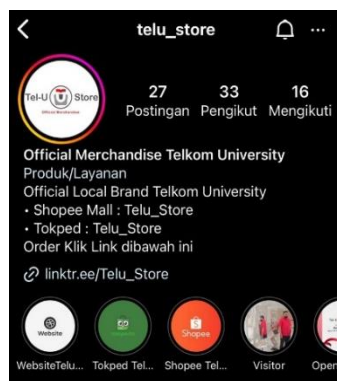 telu_store
Tel-U Store
Official Merchandise
27 33 16
Postingan Pengikut Mengikuti
Official Merchandise Telkom University
Produk/Layanan
Official Local Brand Telkom University
• Shopee Mall : Telu_Store
• Tokped : Telu_Store
Order Klik Link dibawah ini
linktr.ee/Telu_Store
Website
Shopee
WebsiteTelu... Tokped Tel... Shopee Tel... Visitor Open